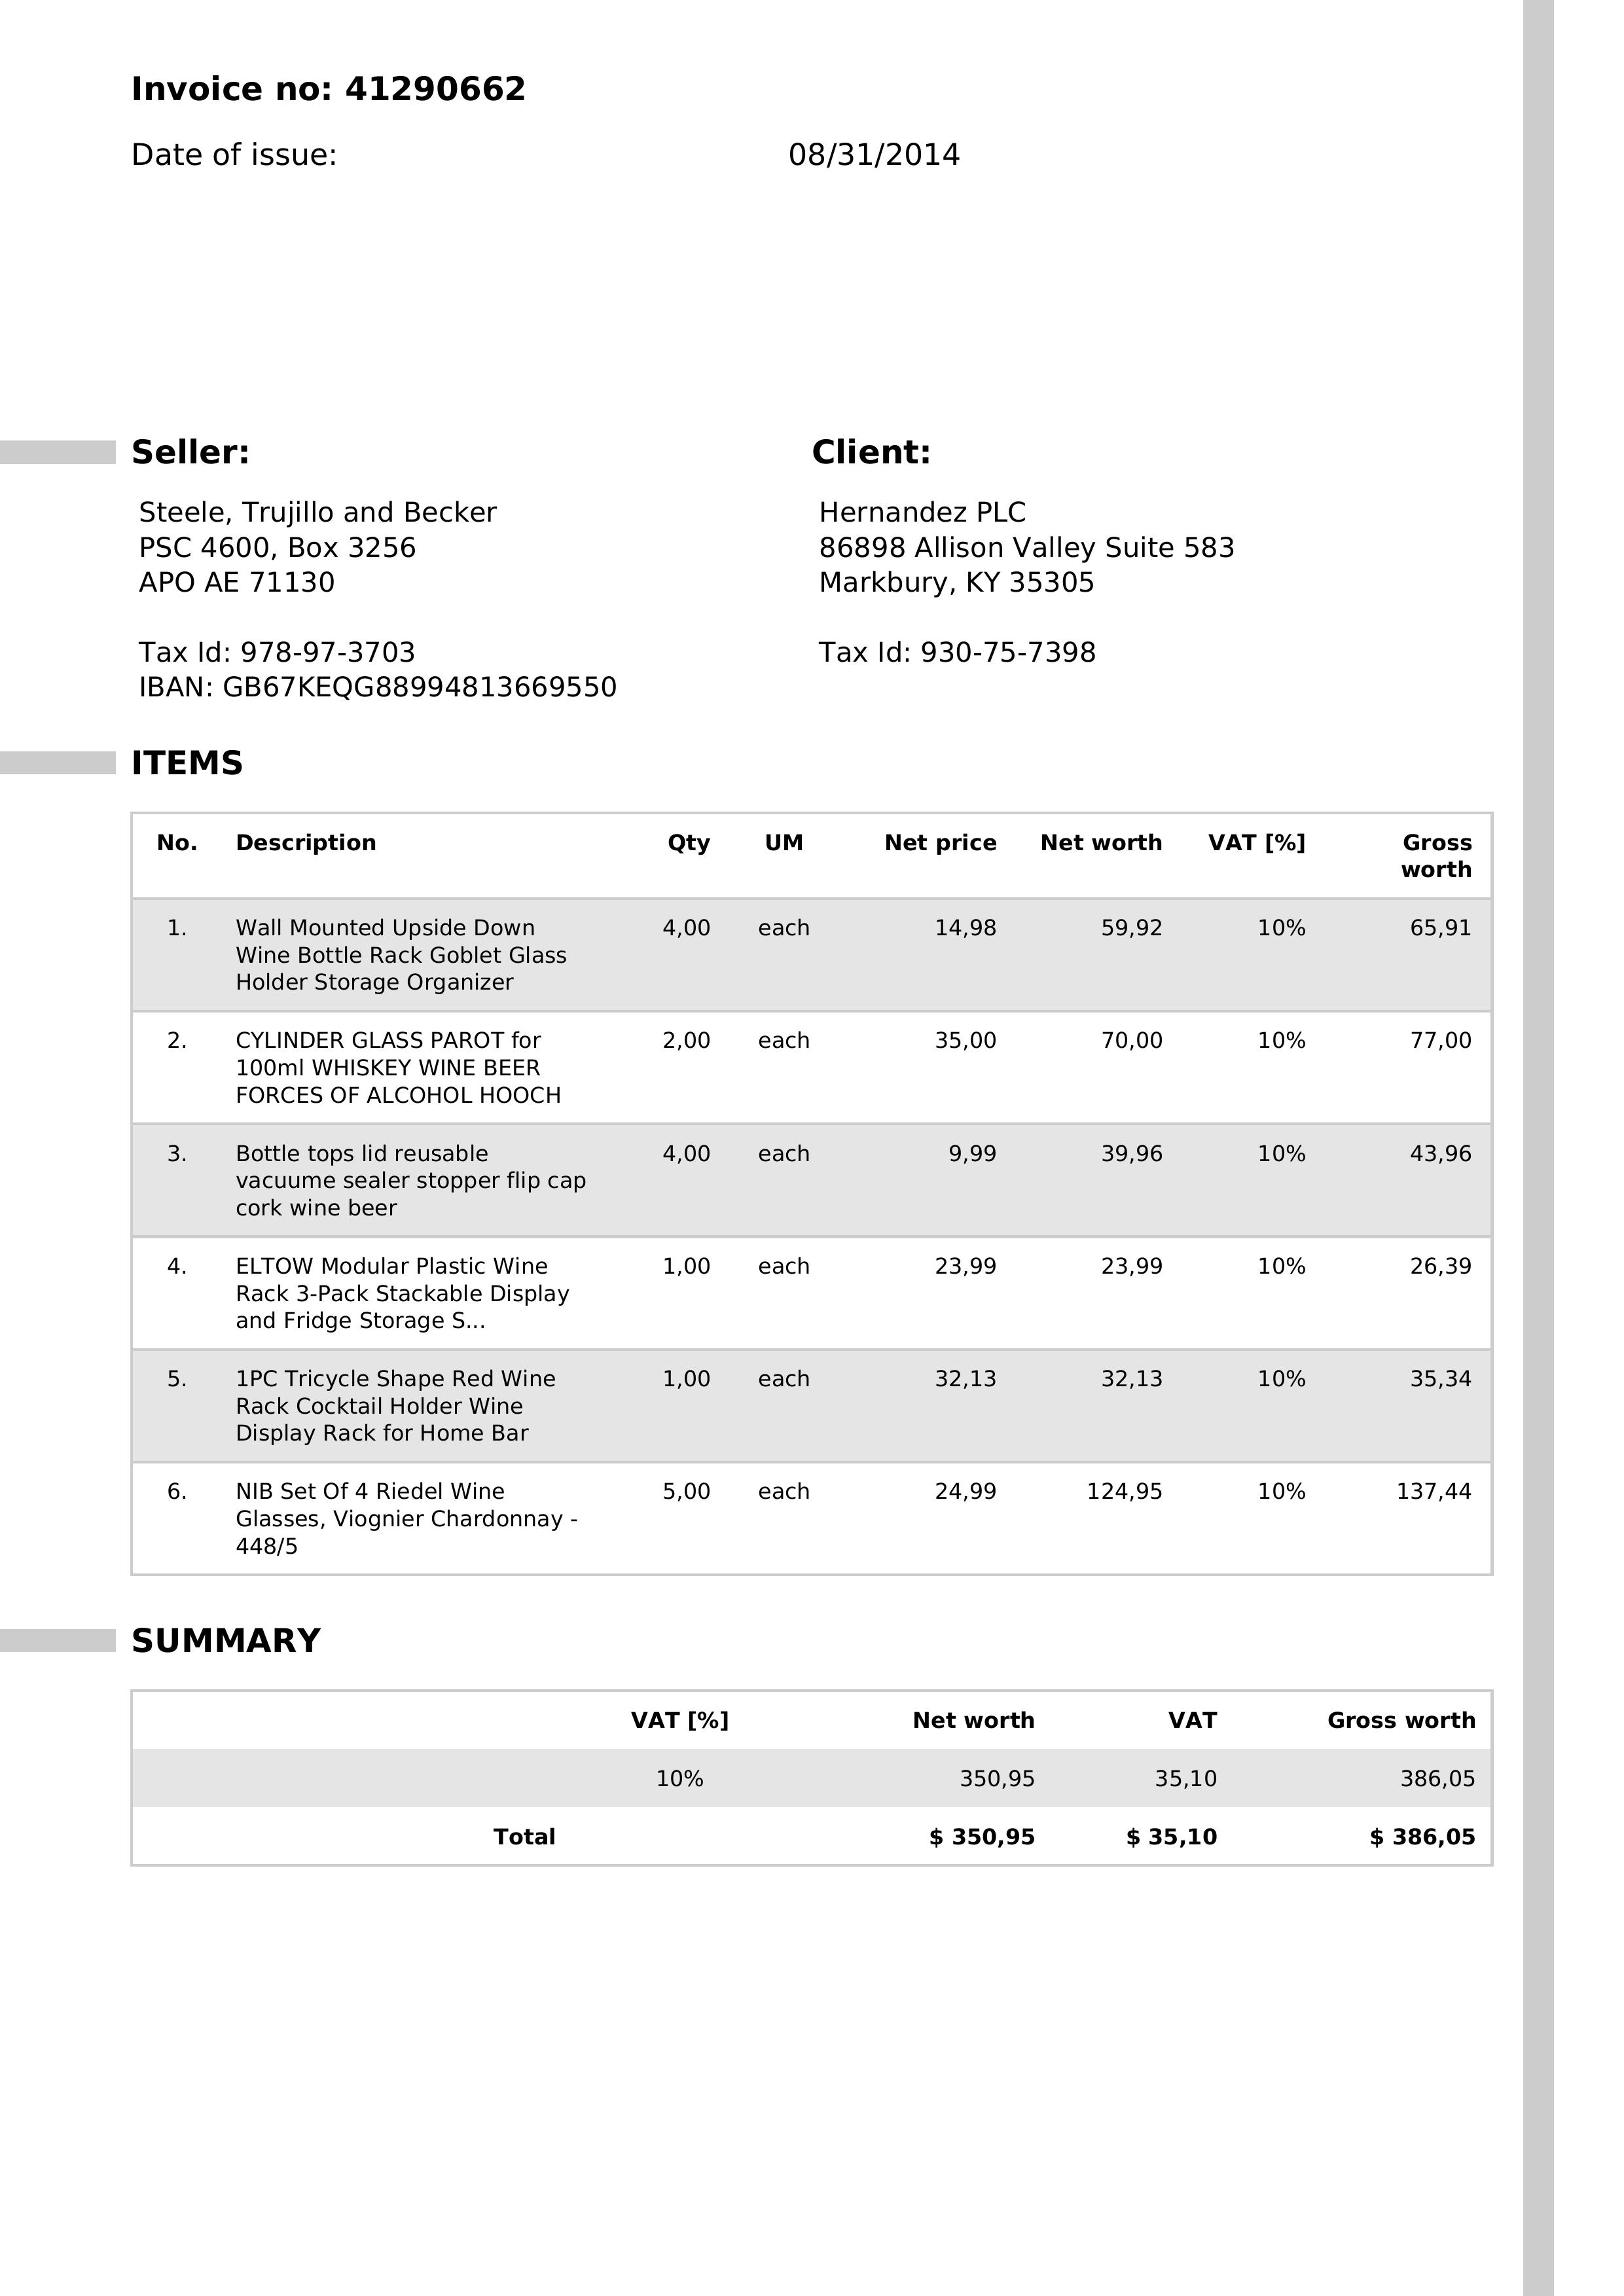 Invoice no: 41290662
Date of issue: 08/31/2014
Seller: Client:
Steele, Trujillo and Becker Hernandez PLC
PSC 4600, Box 3256 86898 Allison Valley Suite 583
APO AE 71130 Markbury, KY 35305
Tax Id: 978-97-3703 Tax Id: 930-75-7398
IBAN: GB67KEQG88994813669550
ITEMS
No. Description Qty UM Net price Net worth VAT [%] Gross
worth
1. Wall Mounted Upside Down 4,00 each 14,98 59,92 10% 65,91
Wine Bottle Rack Goblet Glass
Holder Storage Organizer
2. CYLINDER GLASS PAROT for 2,00 each 35,00 70,00 10% 77,00
100ml WHISKEY WINE BEER
FORCES OF ALCOHOL HOOCH
3. Bottle tops lid reusable 4,00 each 9,99 39,96 10% 43,96
vacuume sealer stopper flip cap
cork wine beer
4. ELTOW Modular Plastic Wine 1,00 each 23,99 23,99 10% 26,39
Rack 3-Pack Stackable Display
and Fridge Storage S...
5. 1PC Tricycle Shape Red Wine 1,00 each 32,13 32,13 10% 35,34
Rack Cocktail Holder Wine
Display Rack for Home Bar
6. NIB Set Of 4 Riedel Wine 5,00 each 24,99 124,95 10% 137,44
Glasses, Viognier Chardonnay -
448/5
SUMMARY
VAT [%] Net worth VAT Gross worth
10% 350,95 35,10 386,05
Total $ 350,95 $ 35,10 $ 386,05